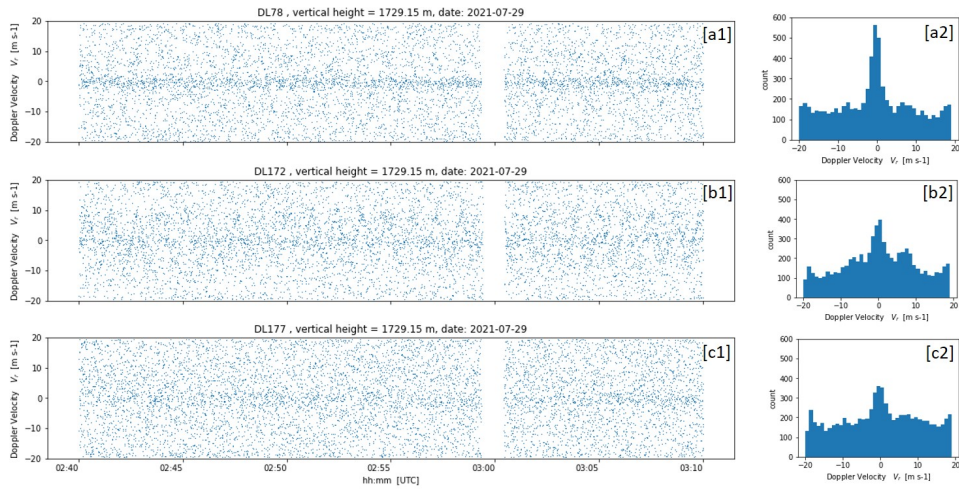 DL78 , vertical height = 1729.15 m, date: 2021-07-29
[a1]
Doppler Velocity Vr [m s-1]
20
10
0
−10
−20
[a2]
count
600
500
400
300
200
100
0
−20 −10 0 10 20
Doppler Velocity Vr [m s-1]
DL172 , vertical height = 1729.15 m, date: 2021-07-29
[b1]
Doppler Velocity Vr [m s-1]
20
10
0
−10
−20
[b2]
count
600
500
400
300
200
100
0
−20 −10 0 10 20
Doppler Velocity Vr [m s-1]
DL177 , vertical height = 1729.15 m, date: 2021-07-29
[c1]
Doppler Velocity Vr [m s-1]
20
10
0
−10
−20
02:40 02:45 02:50 02:55 03:00 03:05 03:10
hh:mm [UTC]
[c2]
count
600
500
400
300
200
100
0
−20 −10 0 10 20
Doppler Velocity Vr [m s-1]